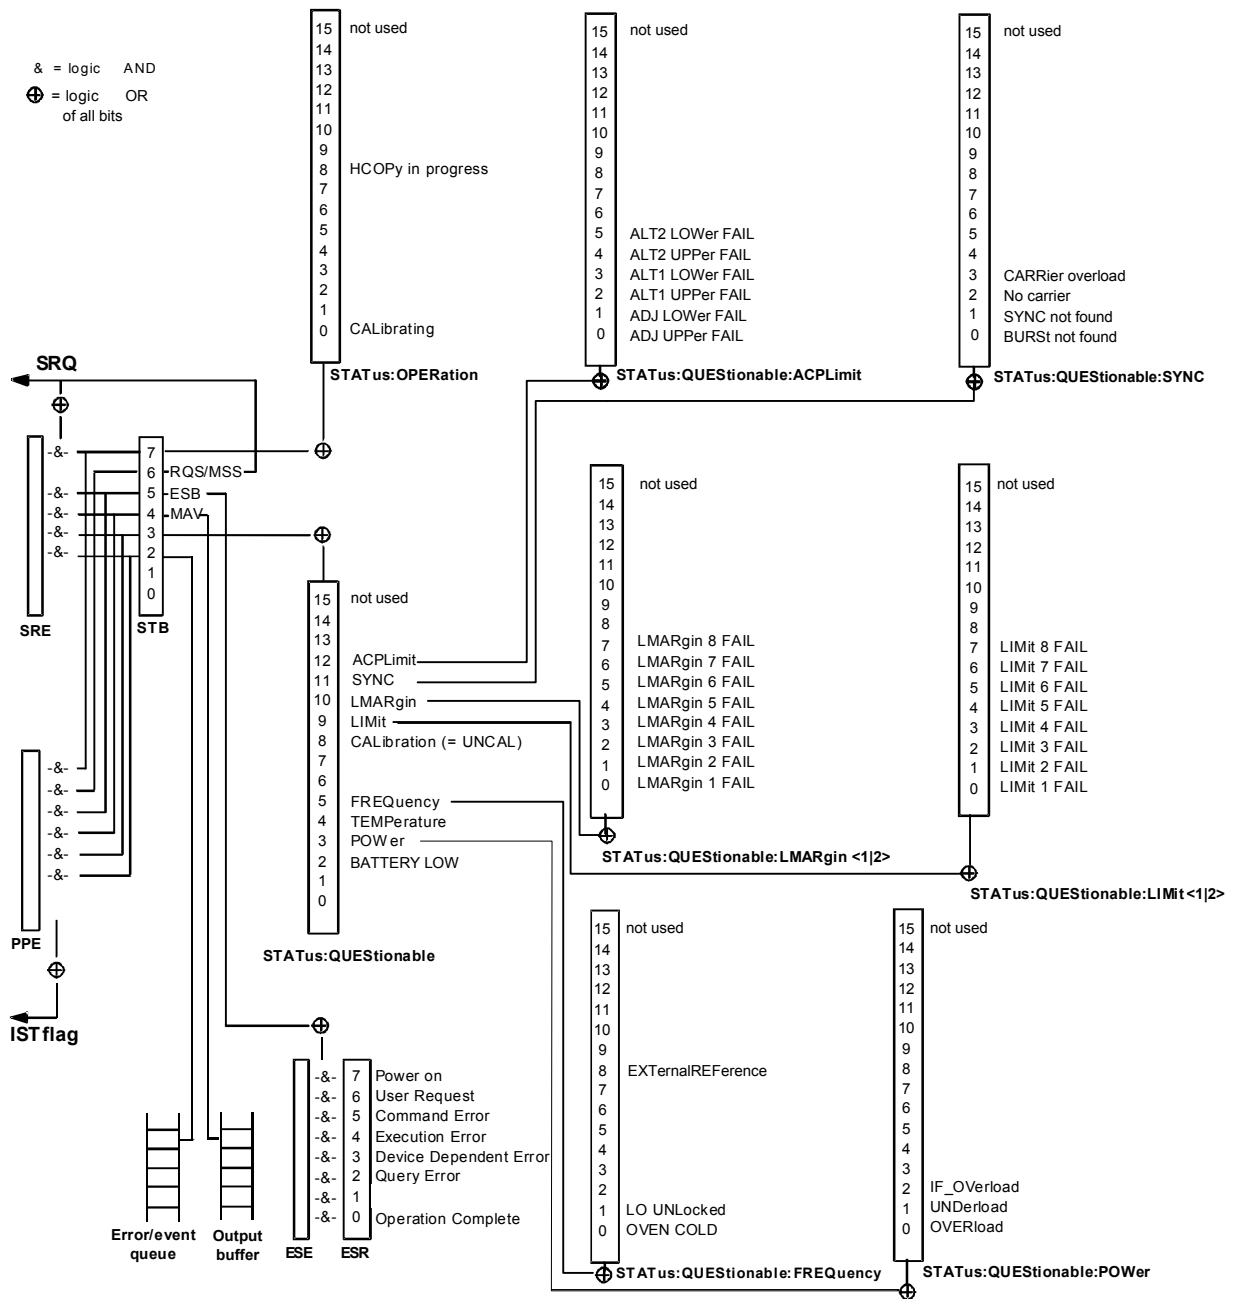 & = logic AND
= logic OR
of all bits
15 not used
14
13
12
11
10
9
8 HCOPy in progress
7
6
5
4
3
2
1
0 CALibrating
STATus:OPERation
15 not used
14
13
12
11
10
9
8
7
6
5 ALT2 LOWer FAIL
4 ALT2 UPPer FAIL
3 ALT1 LOWer FAIL
2 ALT1 UPPer FAIL
1 ADJ LOWer FAIL
0 ADJ UPPer FAIL
STATus:QUEStionable:ACPLimit
15 not used
14
13
12
11
10
9
8
7
6
5
4
3 CARRier overload
2 No carrier
1 SYNC not found
0 BURSt not found
STATus:QUEStionable:SYNC
SRQ
-&- 7
6 RQS/MSS
-&- 5 ESB
-&- 4 MAV
-&- 3
-&- 2
1
0
SRE
STB
15 not used
14
13
12 ACPLimit
11 SYNC
10 LMARgin
9 LIMit
8 CALibration (= UNCAL)
7
6
5 FREQuency
4 TEMPerature
3 POWer
2 BATTERY LOW
1
0
STATus:QUEStionable
15 not used
14
13
12
11
10
9
8
7 LMARgin 8 FAIL
6 LMARgin 7 FAIL
5 LMARgin 6 FAIL
4 LMARgin 5 FAIL
3 LMARgin 4 FAIL
2 LMARgin 3 FAIL
1 LMARgin 2 FAIL
0 LMARgin 1 FAIL
STATus:QUEStionable:LMARgin <1|2>
15 not used
14
13
12
11
10
9
8
7 LIMit 8 FAIL
6 LIMit 7 FAIL
5 LIMit 6 FAIL
4 LIMit 5 FAIL
3 LIMit 4 FAIL
2 LIMit 3 FAIL
1 LIMit 2 FAIL
0 LIMit 1 FAIL
STATus:QUEStionable:LIMit<1|2>
-&-
-&-
-&-
-&-
-&-
-&-
PPE
ISTflag
-&- 7 Power on
-&- 6 User Request
-&- 5 Command Error
-&- 4 Execution Error
-&- 3 Device Dependent Error
-&- 2 Query Error
-&- 1
-&- 0 Operation Complete
ESE
ESR
Error/event
queue
Output
buffer
15 not used
14
13
12
11
10
9
8 EXTernalREFerence
7
6
5
4
3
2
1 LO UNLocked
0 OVEN COLD
STATus:QUEStionable:FREQuency
15 not used
14
13
12
11
10
9
8
7
6
5
4
3
2 IF_OVerload
1 UNDerload
0 OVERload
STATus:QUEStionable:POWer